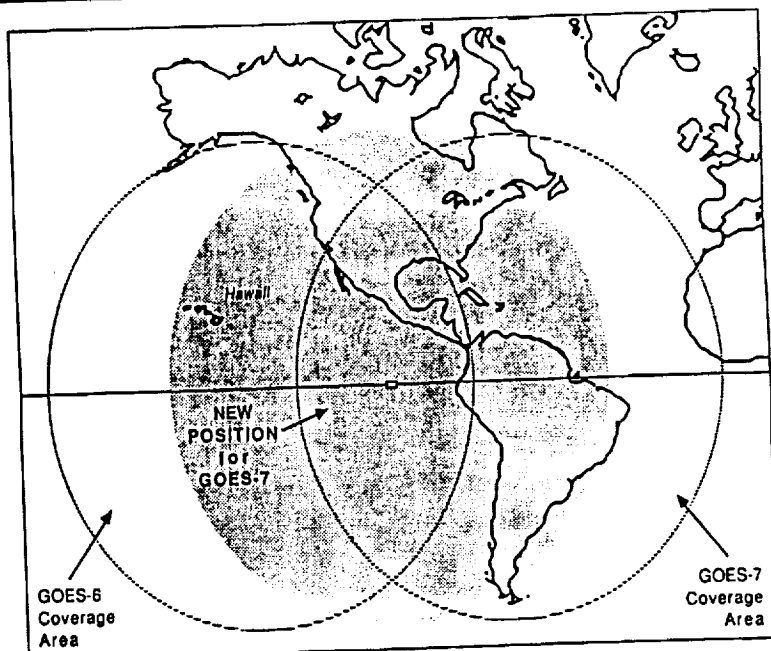 Hawaii
NEW
POSITION
for
GOES-7
GOES-6
Coverage
Area
GOES-7
Coverage
Area